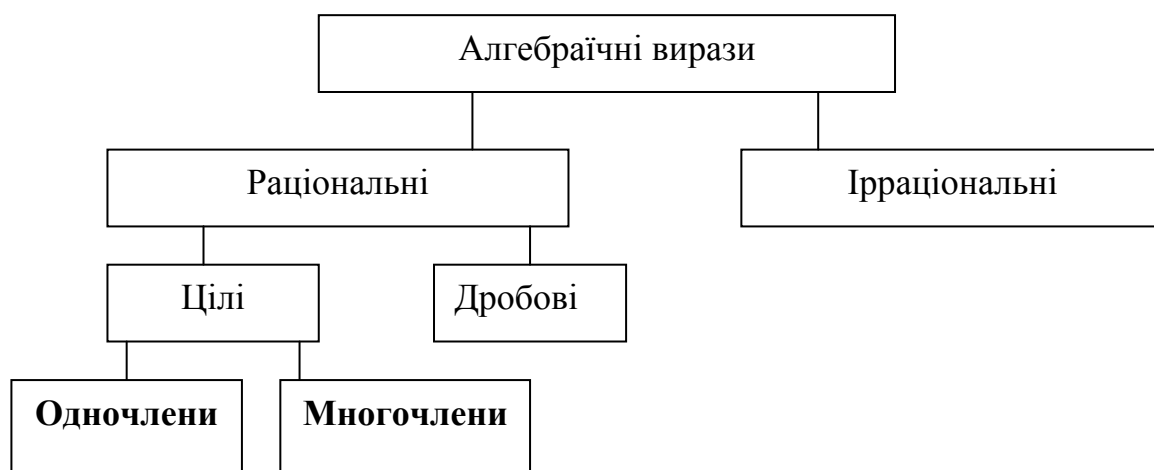 Алгебраїчні вирази
Раціональні
Ірраціональні
Цілі
Дробові
Одночлени
Многочлени